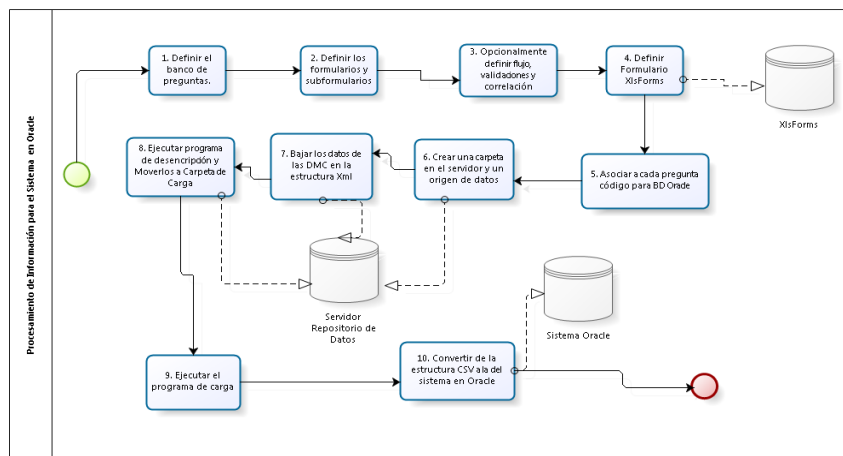 Procesamiento de Información para el Sistema en Oracle
1. Definir el
banco de
preguntas.
2. Definir los
formularios y
subformularios
3. Opcionalmente
definir flujo,
validaciones y
correlación
4. Definir
Formulario
XlsForms
XlsForms
8. Ejecutar programa
de desencripción y
Moverlos a Carpeta de
Carga
7. Bajar los datos de
las DMC en la
estructura Xml
6. Crear una carpeta
en el servidor y un
origen de datos
5. Asociar a cada pregunta
código para BD Oracle
Servidor
Repositorio de
Datos
Sistema Oracle
9. Ejecutar el
programa de carga
10. Convertir de la
estructura CSV a la del
sistema en Oracle